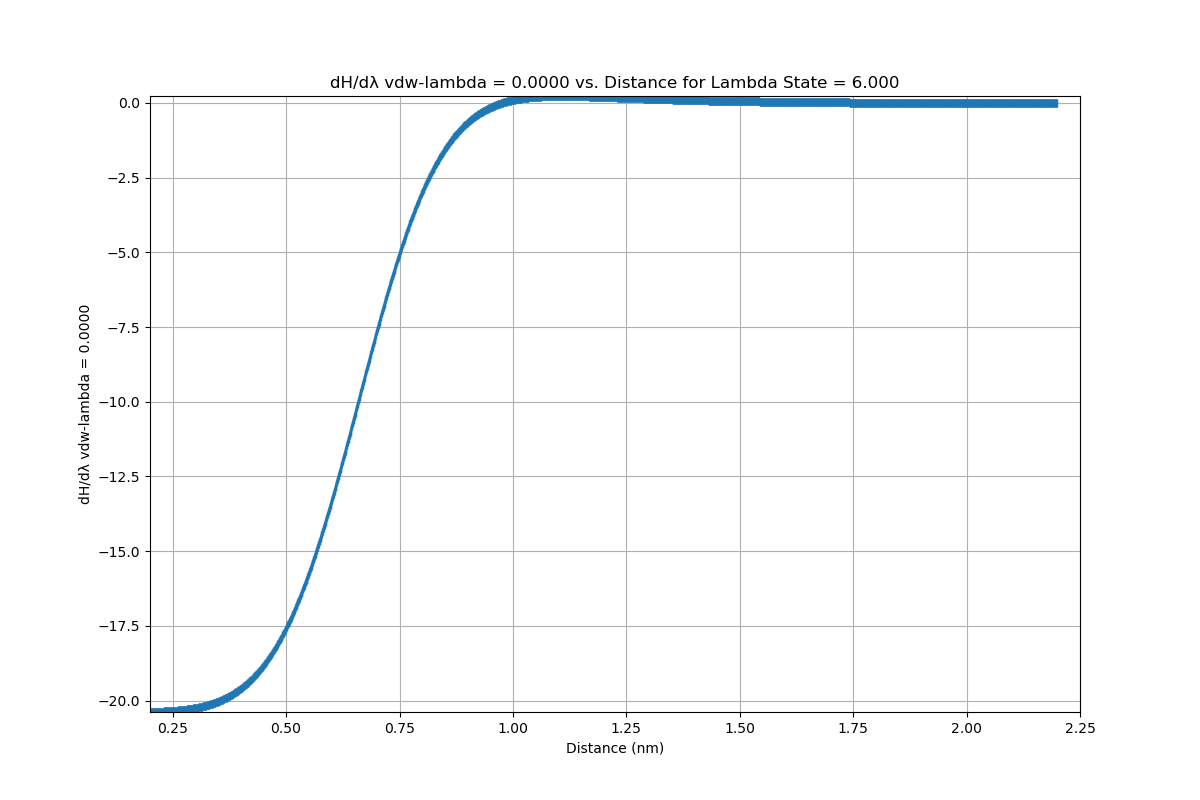 dH/dλ vdw-lambda = 0.0000 vs. Distance for Lambda State = 6.000
dH/dλ vdw-lambda = 0.0000
0.0
−2.5
−5.0
−7.5
−10.0
−12.5
−15.0
−17.5
−20.0
0.25 0.50 0.75 1.00 1.25 1.50 1.75 2.00 2.25
Distance (nm)